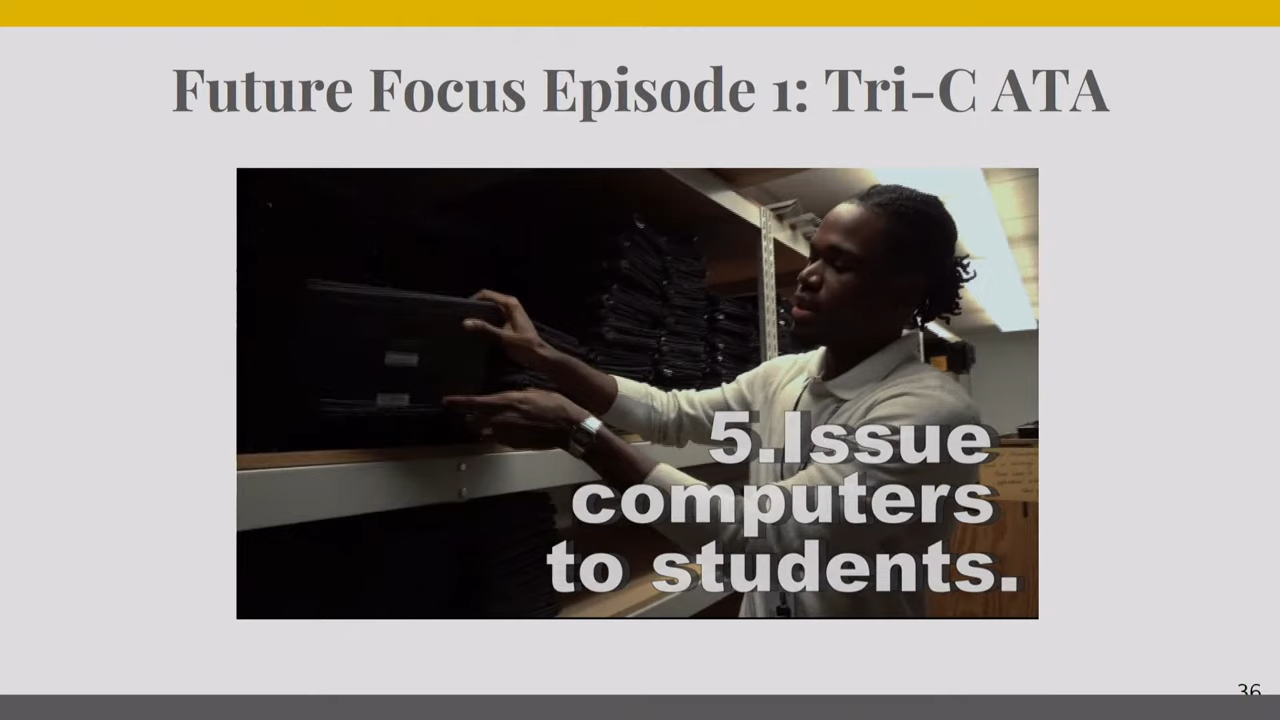 Future Focus Episode 1: Tri-C ATA
5.Issue
computers
to students.
36